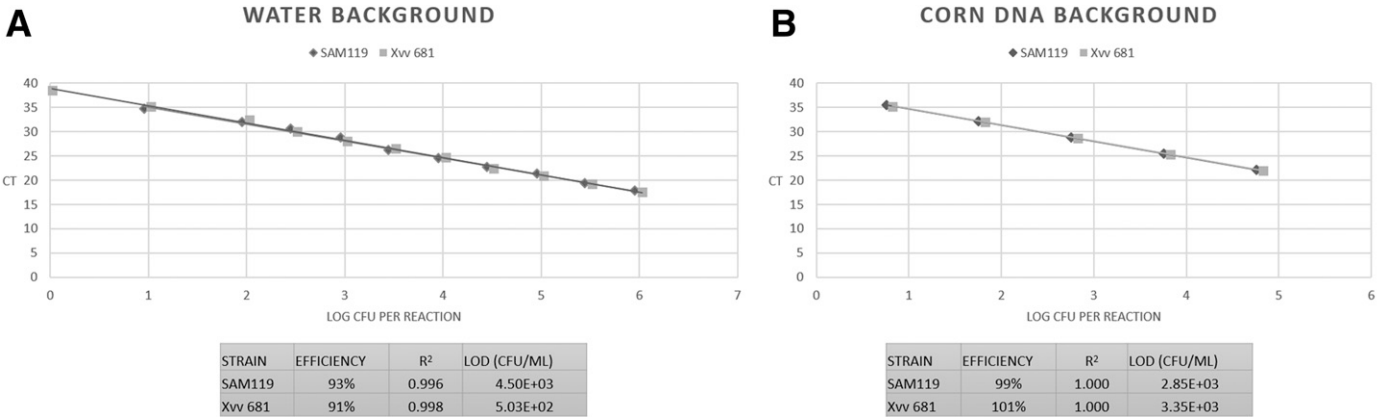 A
WATER BACKGROUND
SAM119 Xvv 681
40
35
30
25
20
15
10
5
0
CT
0 1 2 3 4 5 6 7
LOG CFU PER REACTION
STRAIN EFFICIENCY R² LOD (CFU/ML)
SAM119 93% 0.996 4.50E+03
Xvv 681 91% 0.998 5.03E+02
B
CORN DNA BACKGROUND
SAM119 Xvv 681
40
35
30
25
20
15
10
5
0
CT
0 1 2 3 4 5 6
LOG CFU PER REACTION
STRAIN EFFICIENCY R² LOD (CFU/ML)
SAM119 99% 1.000 2.85E+03
Xvv 681 101% 1.000 3.35E+03